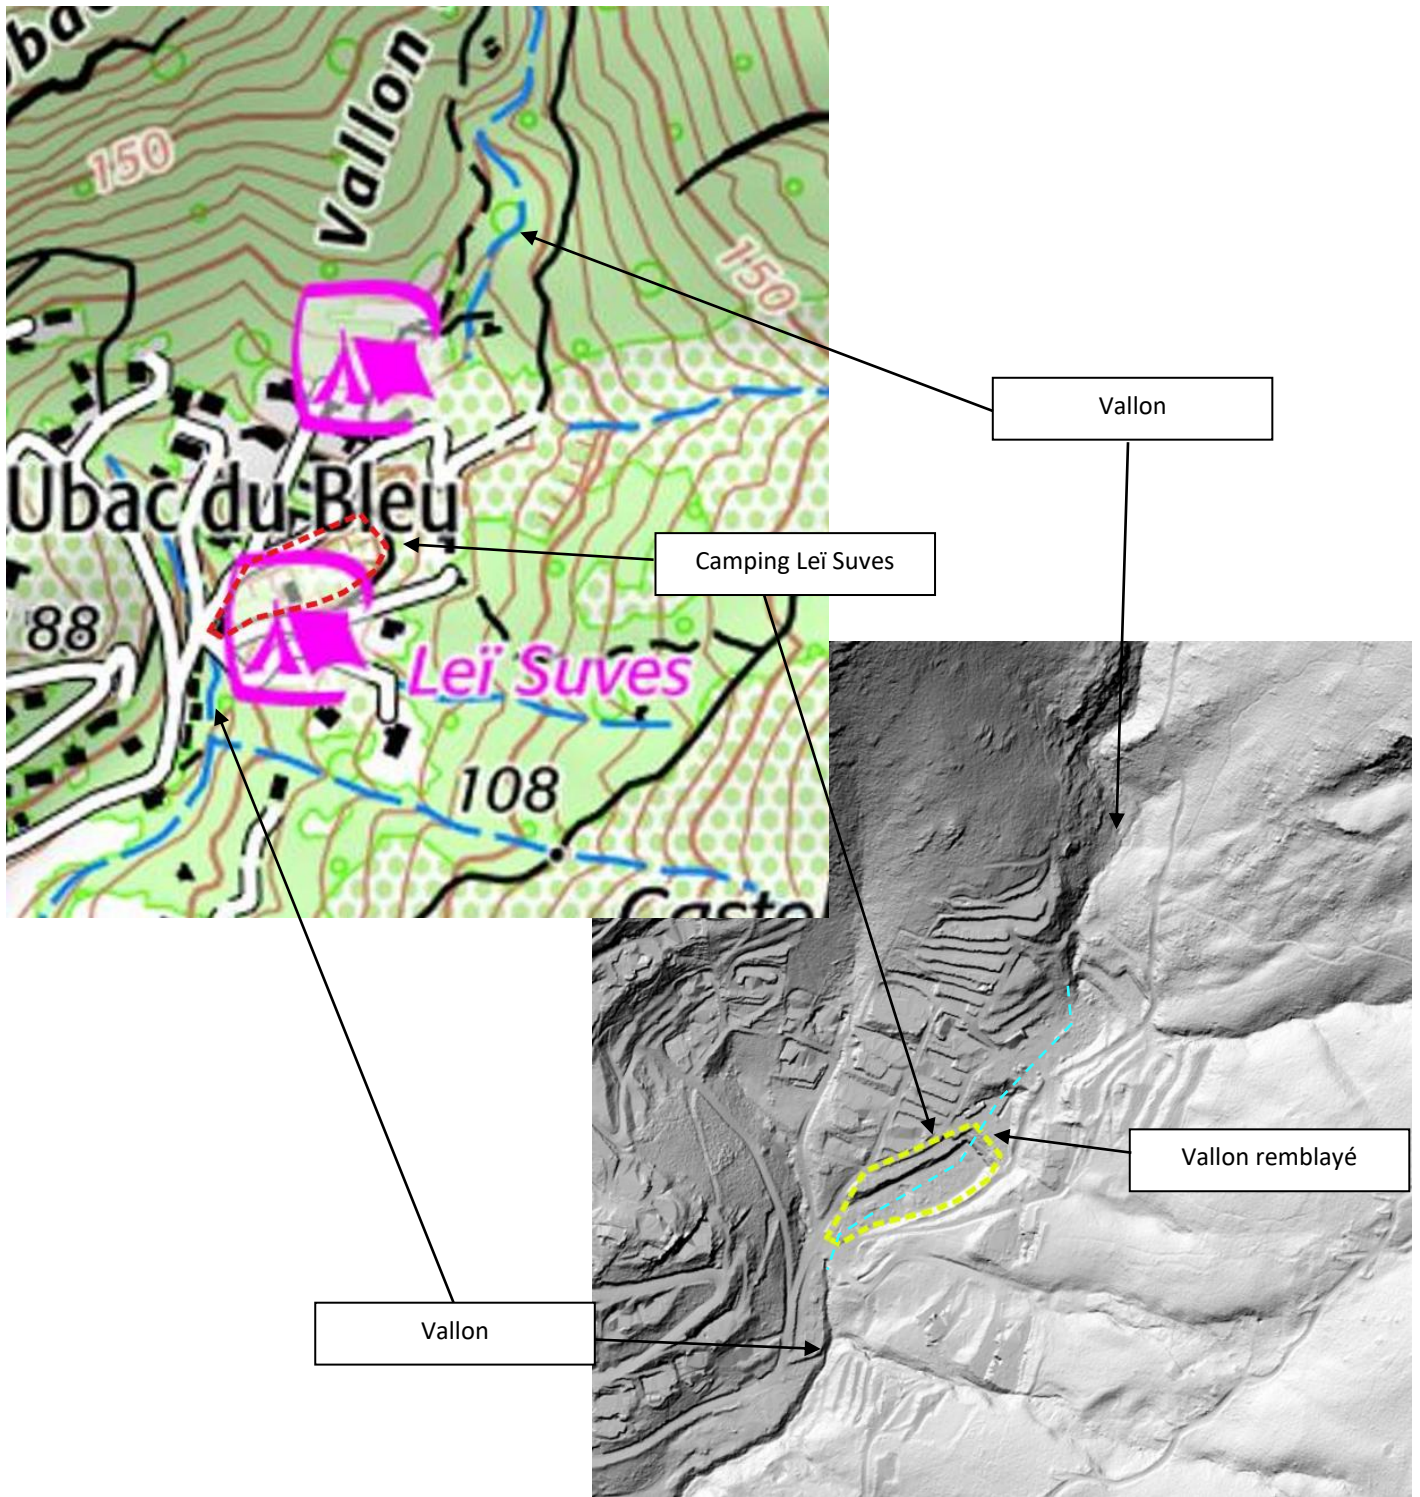 Vallon
150
150
Vallon
Ubac du Bleu
Camping Leï Suves
88
Leï Suves
108
Caste
Vallon remblayé
Vallon